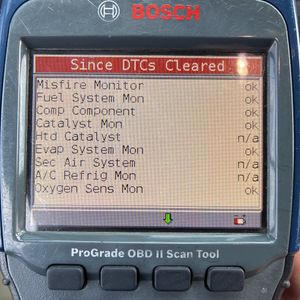 BOSCH
Since DTCs Cleared
Misfire Monitor ok
Fuel System Mon ok
Comp Component ok
Catalyst Mon ok
Htd Catalyst n/a
Evap System Mon ok
Sec Air System n/a
A/C Refrig Mon n/a
Oxygen Sens Mon ok
ProGrade OBD II Scan Tool